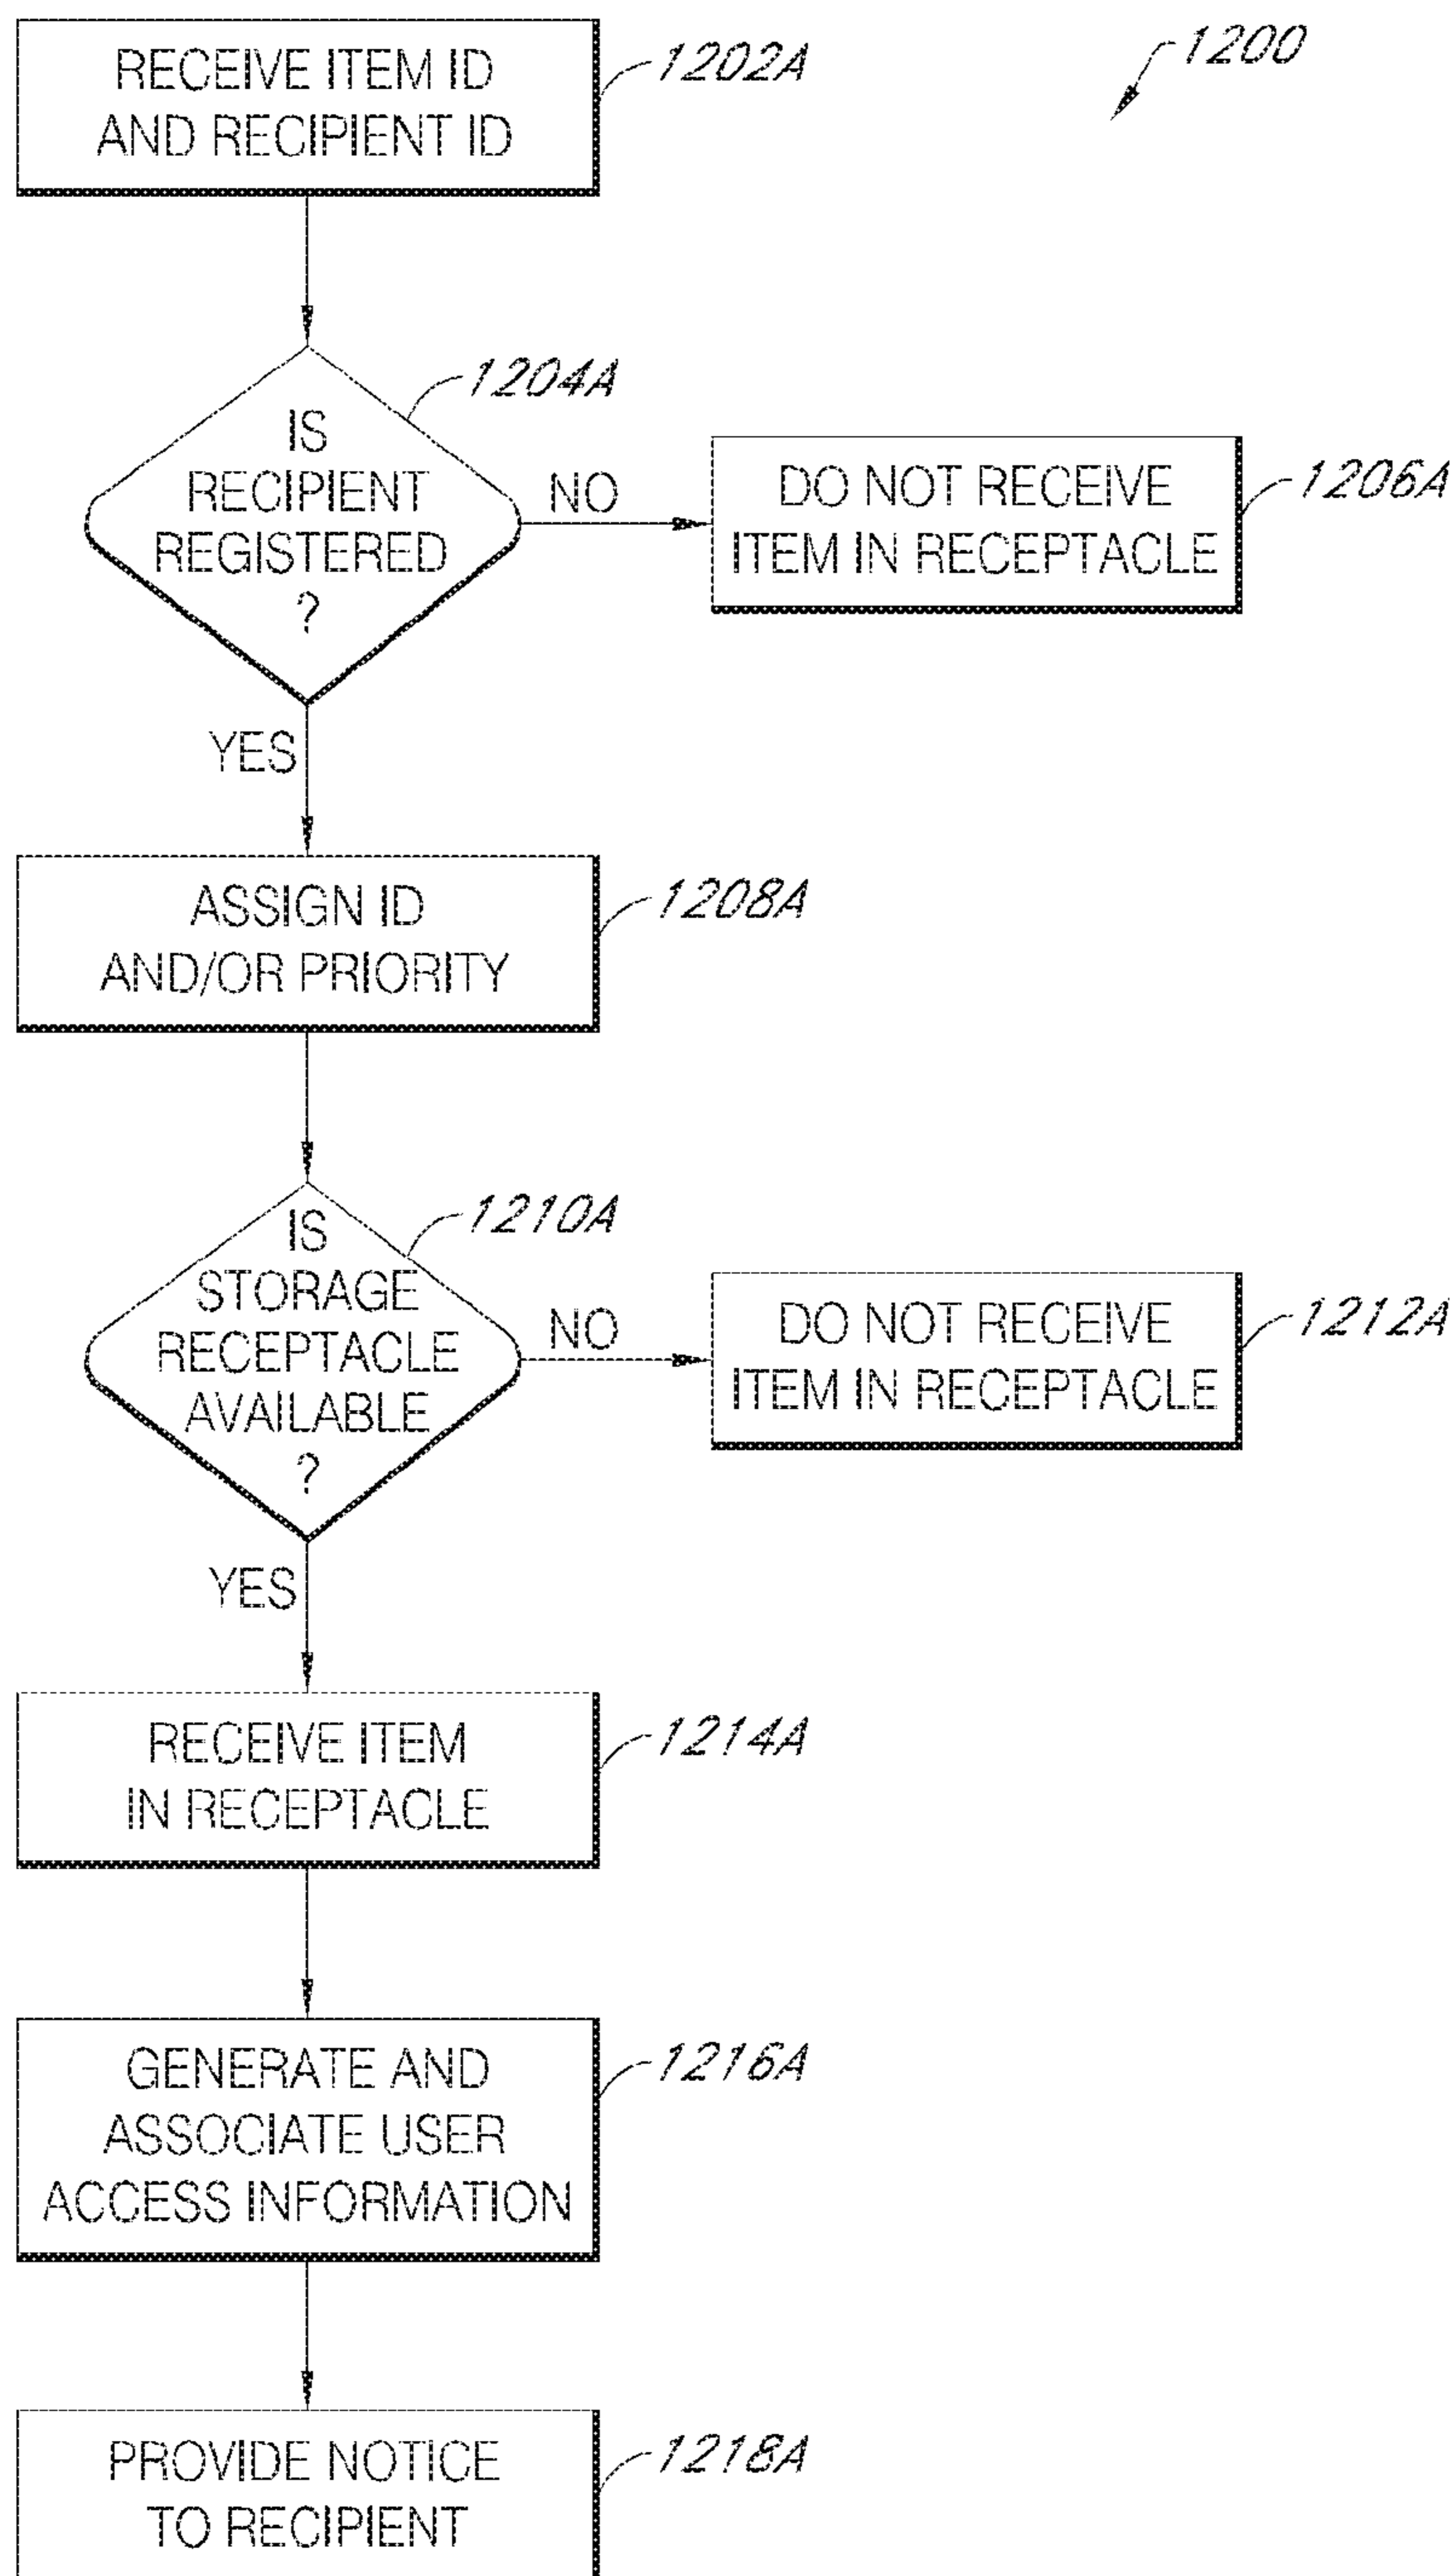 1200
RECEIVE ITEM ID
AND RECIPIENT ID
1202A
1204A
IS
RECIPIENT
REGISTERED
?
NO
DO NOT RECEIVE
ITEM IN RECEPTACLE
1206A
YES
ASSIGN ID
AND/OR PRIORITY
1208A
1210A
IS
STORAGE
RECEPTACLE
AVAILABLE
?
NO
DO NOT RECEIVE
ITEM IN RECEPTACLE
1212A
YES
RECEIVE ITEM
IN RECEPTACLE
1214A
GENERATE AND
ASSOCIATE USER
ACCESS INFORMATION
1216A
PROVIDE NOTICE
TO RECIPIENT
1218A